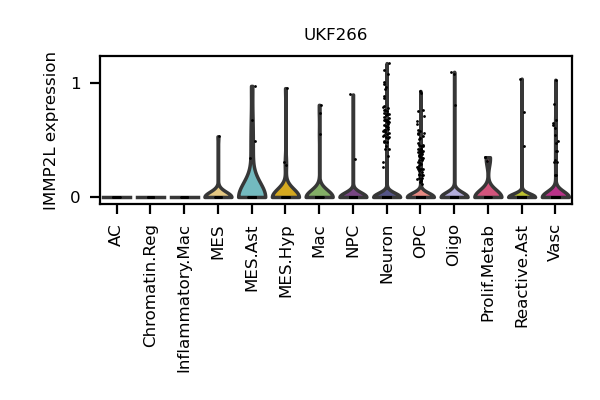 UKF266
IMMP2L expression
1
0
AC
Chromatin.Reg
Inflammatory.Mac
MES
MES.Ast
MES.Hyp
Mac
NPC
Neuron
OPC
Oligo
Prolif.Metab
Reactive.Ast
Vasc